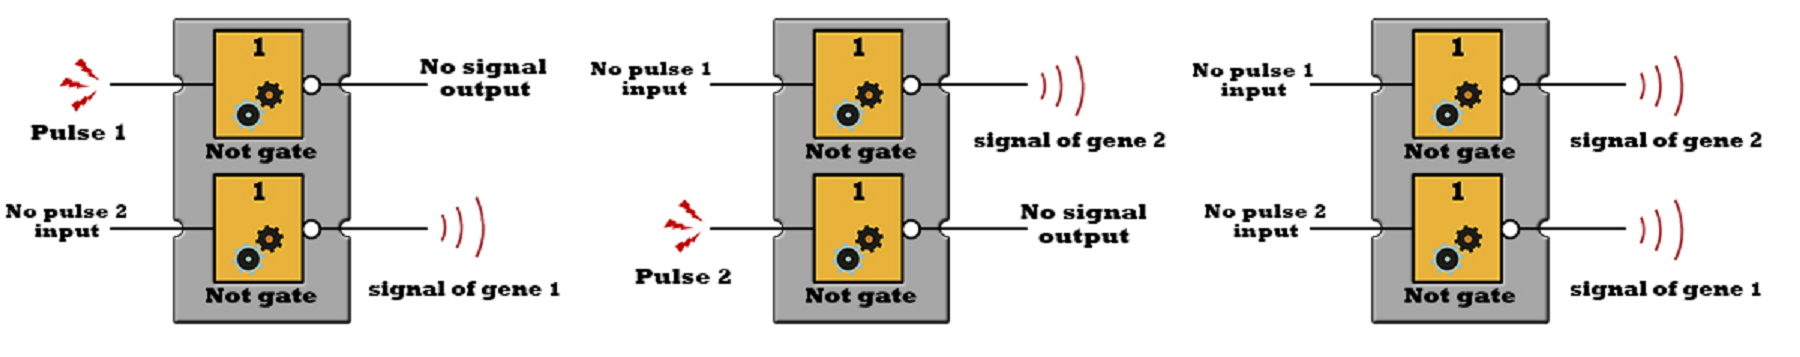 1
No signal
output
Pulse 1
Not gate
1
No pulse 2
input
signal of gene 1
Not gate
1
No pulse 1
input
signal of gene 2
Not gate
1
No signal
output
Pulse 2
Not gate
1
No pulse 1
input
signal of gene 2
Not gate
1
No pulse 2
input
signal of gene 1
Not gate